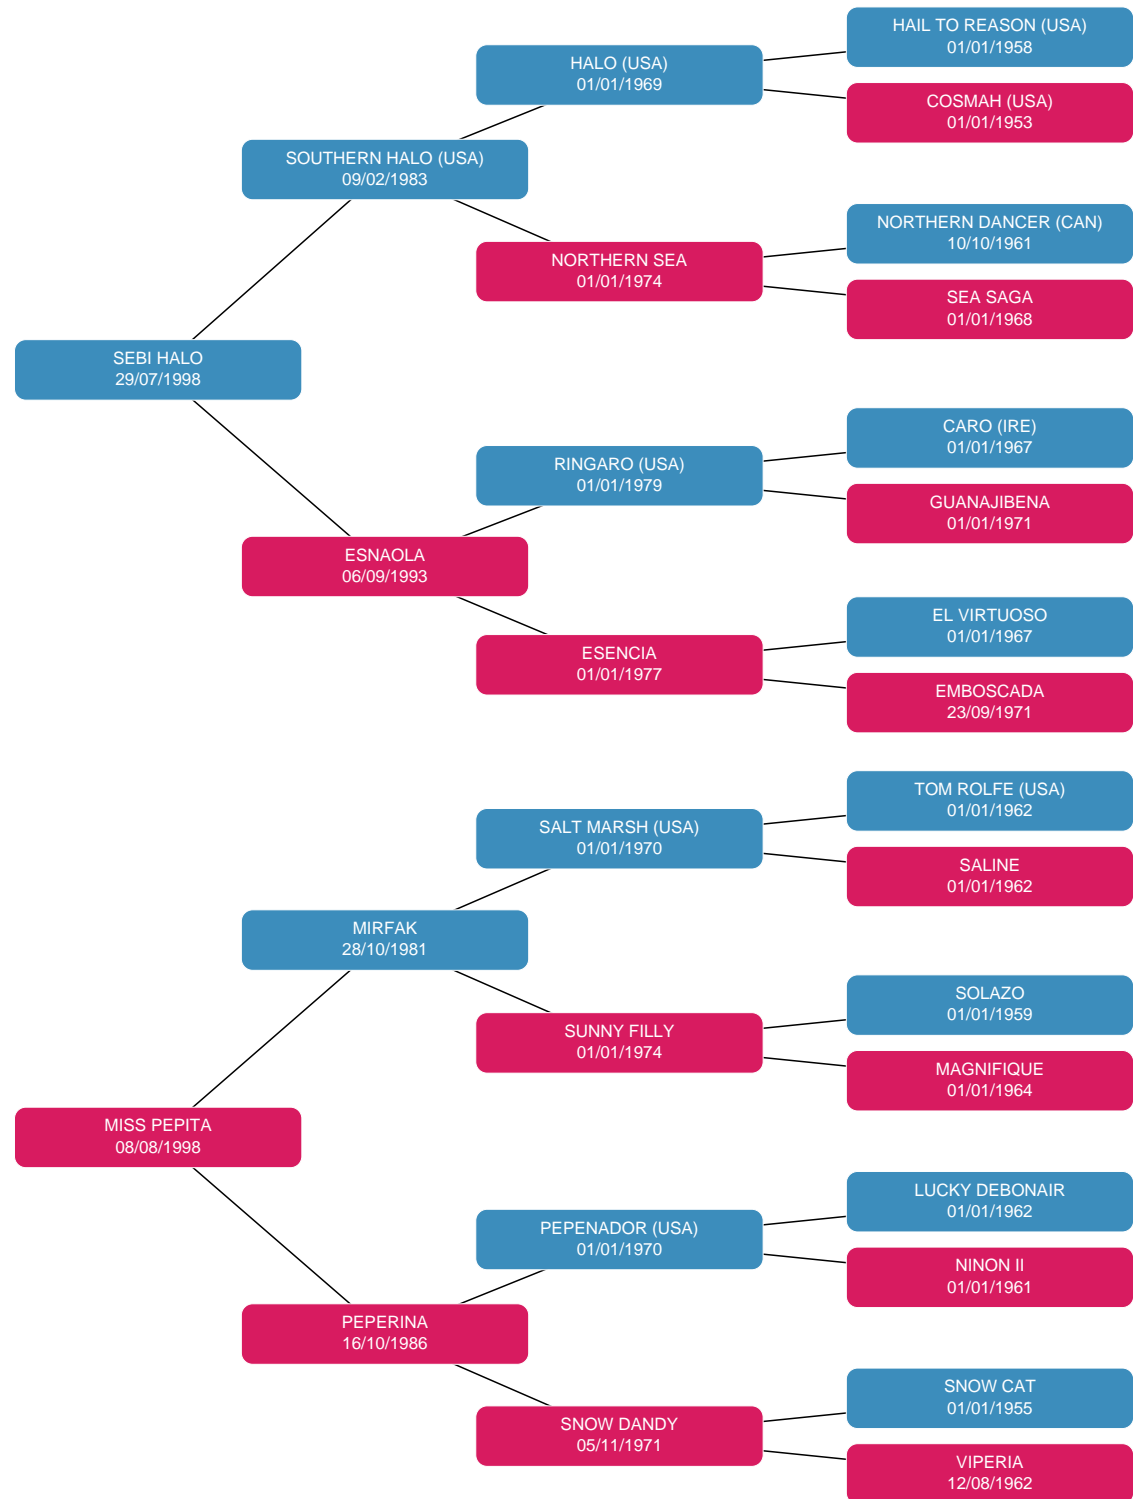 HAIL TO REASON (USA)
01/01/1958
HALO (USA)
01/01/1969
COSMAH (USA)
01/01/1953
SOUTHERN HALO (USA)
09/02/1983
NORTHERN DANCER (CAN)
10/10/1961
NORTHERN SEA
01/01/1974
SEA SAGA
01/01/1968
SEBI HALO
29/07/1998
CARO (IRE)
01/01/1967
RINGARO (USA)
01/01/1979
GUANAJIBENA
01/01/1971
ESNAOLA
06/09/1993
EL VIRTUOSO
01/01/1967
ESENCIA
01/01/1977
EMBOSCADA
23/09/1971
TOM ROLFE (USA)
01/01/1962
SALT MARSH (USA)
01/01/1970
SALINE
01/01/1962
MIRFAK
28/10/1981
SOLAZO
01/01/1959
SUNNY FILLY
01/01/1974
MAGNIFIQUE
01/01/1964
MISS PEPITA
08/08/1998
LUCKY DEBONAIR
01/01/1962
PEPENADOR (USA)
01/01/1970
NINON II
01/01/1961
PEPERINA
16/10/1986
SNOW CAT
01/01/1955
SNOW DANDY
05/11/1971
VIPERIA
12/08/1962